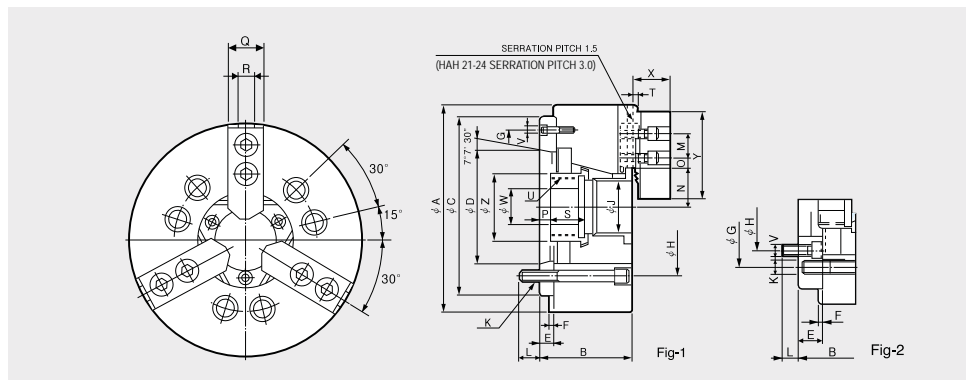 Q
R
30°
15°
30°
SERRATION PITCH 1.5
(HAH 21-24 SERRATION PITCH 3.0)
X
T
G
V
7°7' 30"
U
M
O
Y
N
φA
φC
φD
φZ
φW
P
S
φJ
φH
K
F
E
L
B
Fig-1
φG
φH
V
K
F
E
L
B
Fig-2